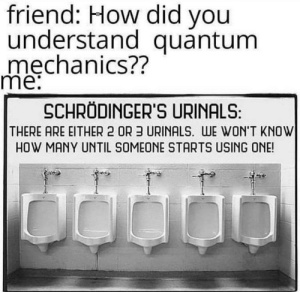 friend: How did you
understand quantum
mechanics??
me:
SCHRÖDINGER'S URINALS:
THERE ARE EITHER 2 OR 3 URINALS. WE WON'T KNOW
HOW MANY UNTIL SOMEONE STARTS USING ONE!